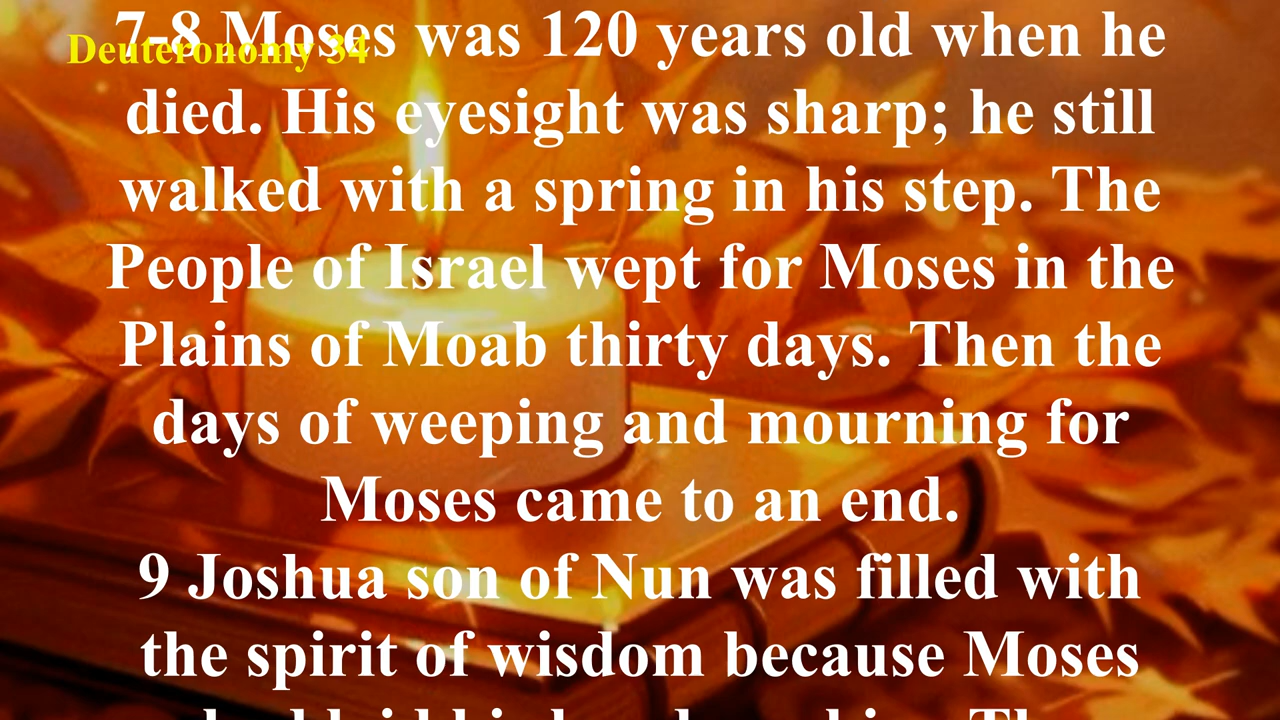 Deuteronomy 34
7-8 Moses was 120 years old when he
died. His eyesight was sharp; he still
walked with a spring in his step. The
People of Israel wept for Moses in the
Plains of Moab thirty days. Then the
days of weeping and mourning for
Moses came to an end.
9 Joshua son of Nun was filled with
the spirit of wisdom because Moses